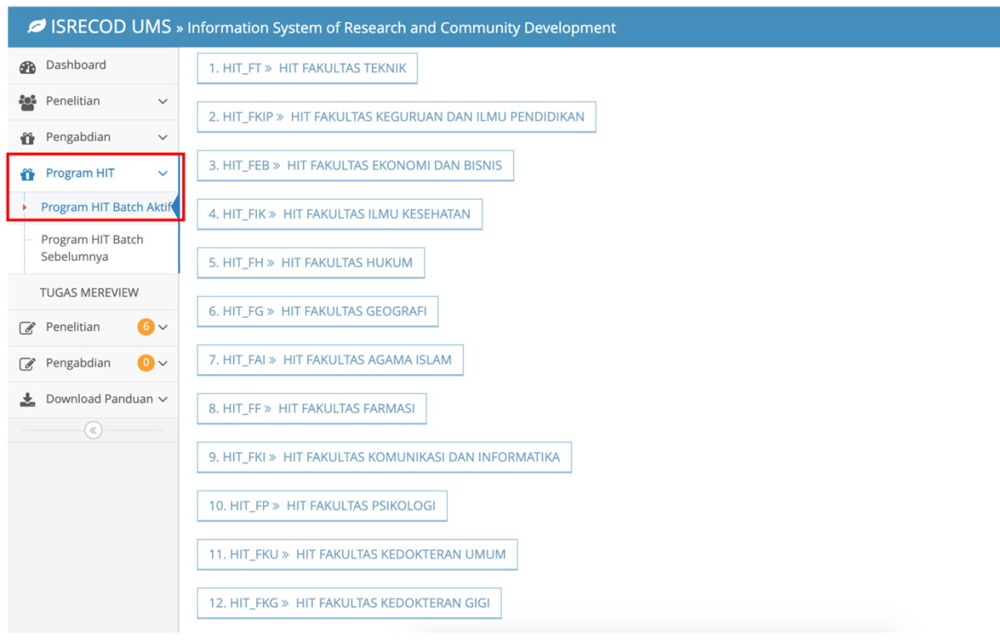 ISRECOD UMS » Information System of Research and Community Development
Dashboard
Penelitian
Pengabdian
Program HIT
Program HIT Batch Aktif
Program HIT Batch
Sebelumnya
TUGAS MEREVIEW
Penelitian 6
Pengabdian 0
Download Panduan
1. HIT_FT » HIT FAKULTAS TEKNIK
2. HIT_FKIP » HIT FAKULTAS KEGURUAN DAN ILMU PENDIDIKAN
3. HIT_FEB » HIT FAKULTAS EKONOMI DAN BISNIS
4. HIT_FIK » HIT FAKULTAS ILMU KESEHATAN
5. HIT_FH » HIT FAKULTAS HUKUM
6. HIT_FG » HIT FAKULTAS GEOGRAFI
7. HIT_FAI » HIT FAKULTAS AGAMA ISLAM
8. HIT_FF » HIT FAKULTAS FARMASI
9. HIT_FKI » HIT FAKULTAS KOMUNIKASI DAN INFORMATIKA
10. HIT_FP » HIT FAKULTAS PSIKOLOGI
11. HIT_FKU » HIT FAKULTAS KEDOKTERAN UMUM
12. HIT_FKG » HIT FAKULTAS KEDOKTERAN GIGI